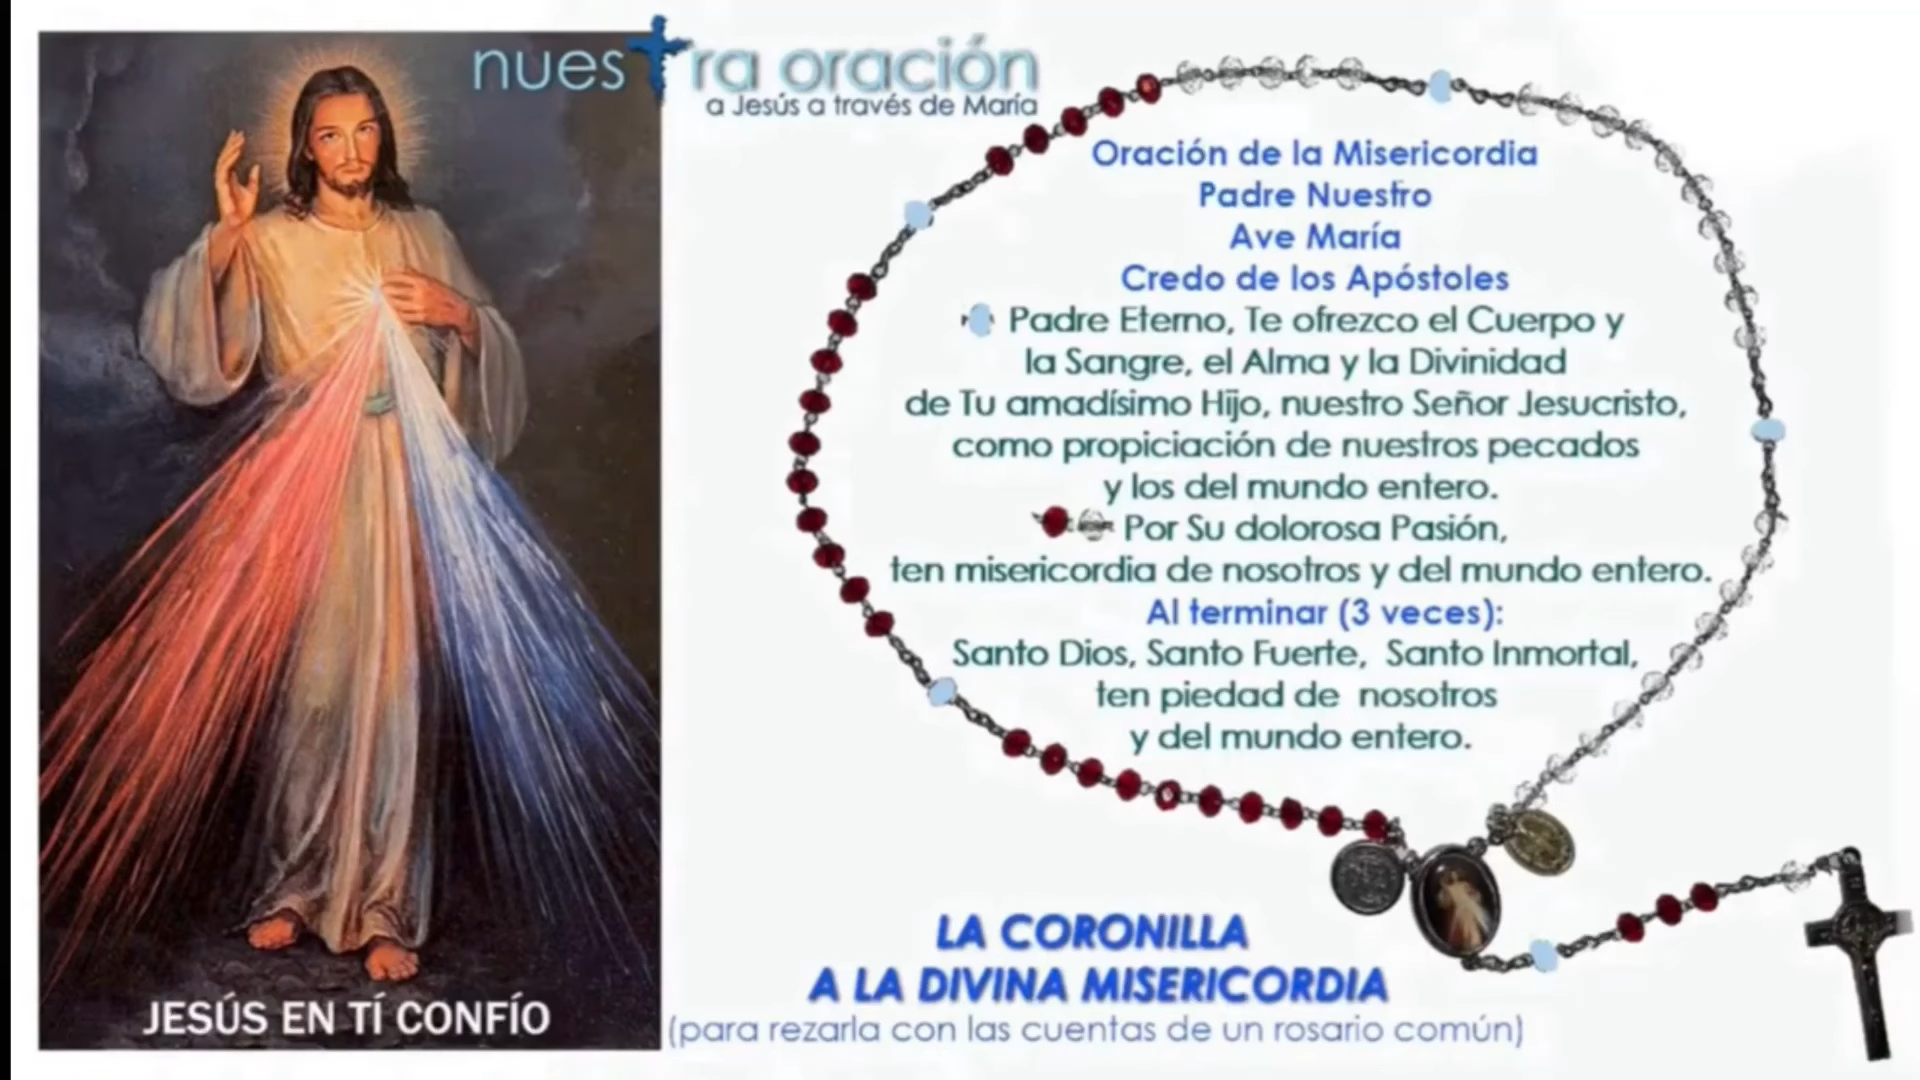 nuestra oración
a Jesús a través de María
Oración de la Misericordia
Padre Nuestro
Ave María
Credo de los Apóstoles
Padre Eterno, Te ofrezco el Cuerpo y
la Sangre, el Alma y la Divinidad
de Tu amadísimo Hijo, nuestro Señor Jesucristo,
como propiciación de nuestros pecados
y los del mundo entero.
Por Su dolorosa Pasión,
ten misericordia de nosotros y del mundo entero.
Al terminar (3 veces):
Santo Dios, Santo Fuerte, Santo Inmortal,
ten piedad de nosotros
y del mundo entero.
LA CORONILLA
A LA DIVINA MISERICORDIA
(para rezarla con las cuentas de un rosario común)
JESÚS EN TÍ CONFÍO